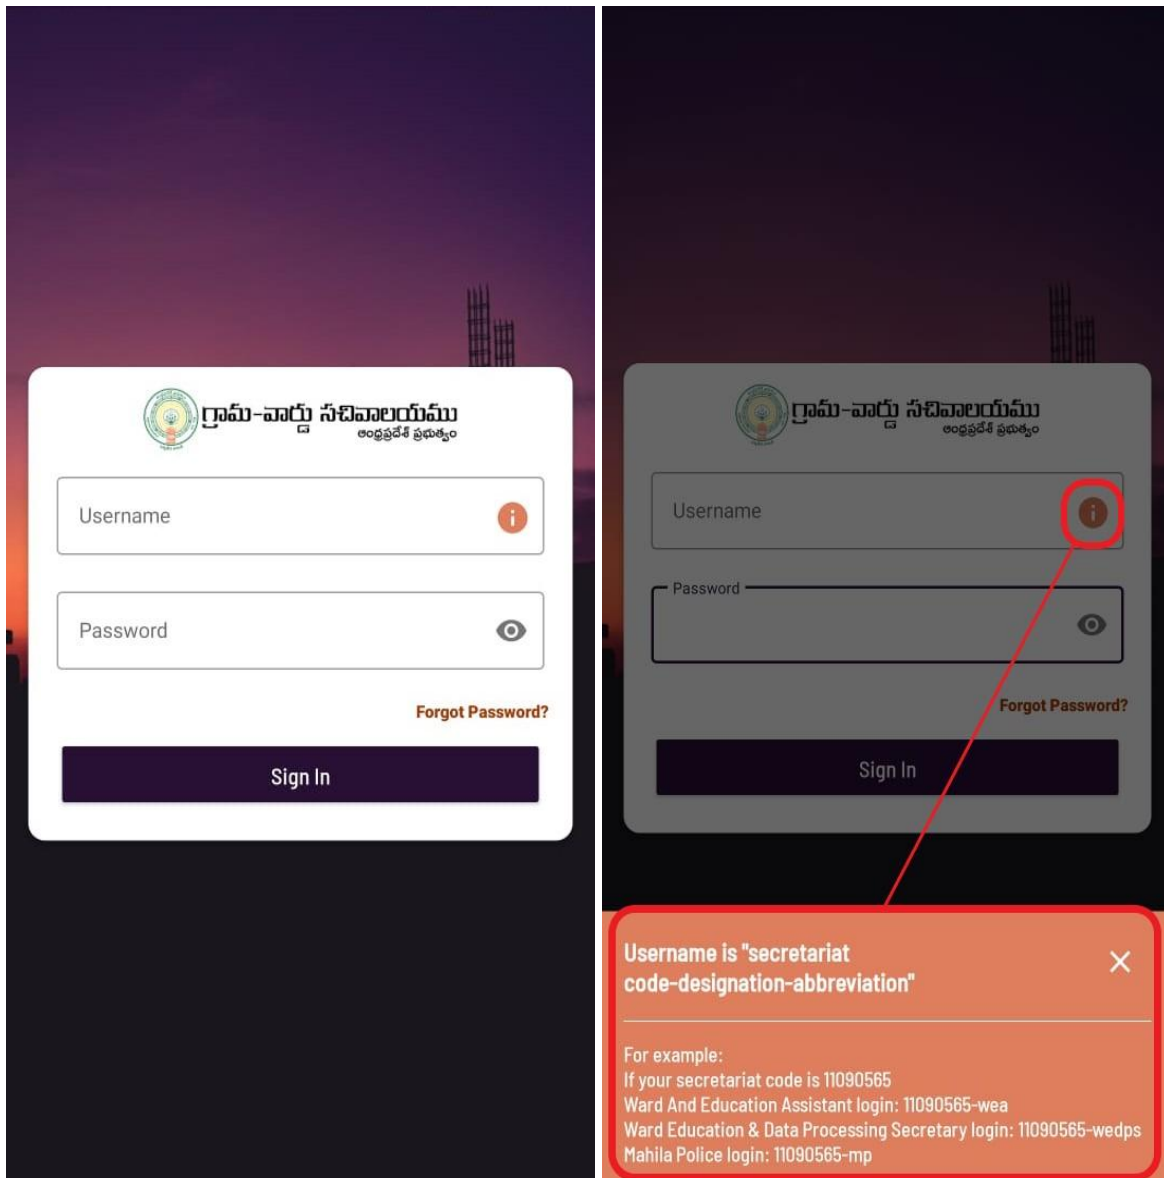 గ్రామ-వార్డు సచివాలయము
ఆంధ్రప్రదేశ్ ప్రభుత్వం
Username
Password
Forgot Password?
Sign In
గ్రామ-వార్డు సచివాలయము
ఆంధ్రప్రదేశ్ ప్రభుత్వం
Username
Password
Forgot Password?
Sign In
Username is "secretariat
code-designation-abbreviation"
For example:
If your secretariat code is 11090565
Ward And Education Assistant login: 11090565-wea
Ward Education & Data Processing Secretary login: 11090565-wedps
Mahila Police login: 11090565-mp